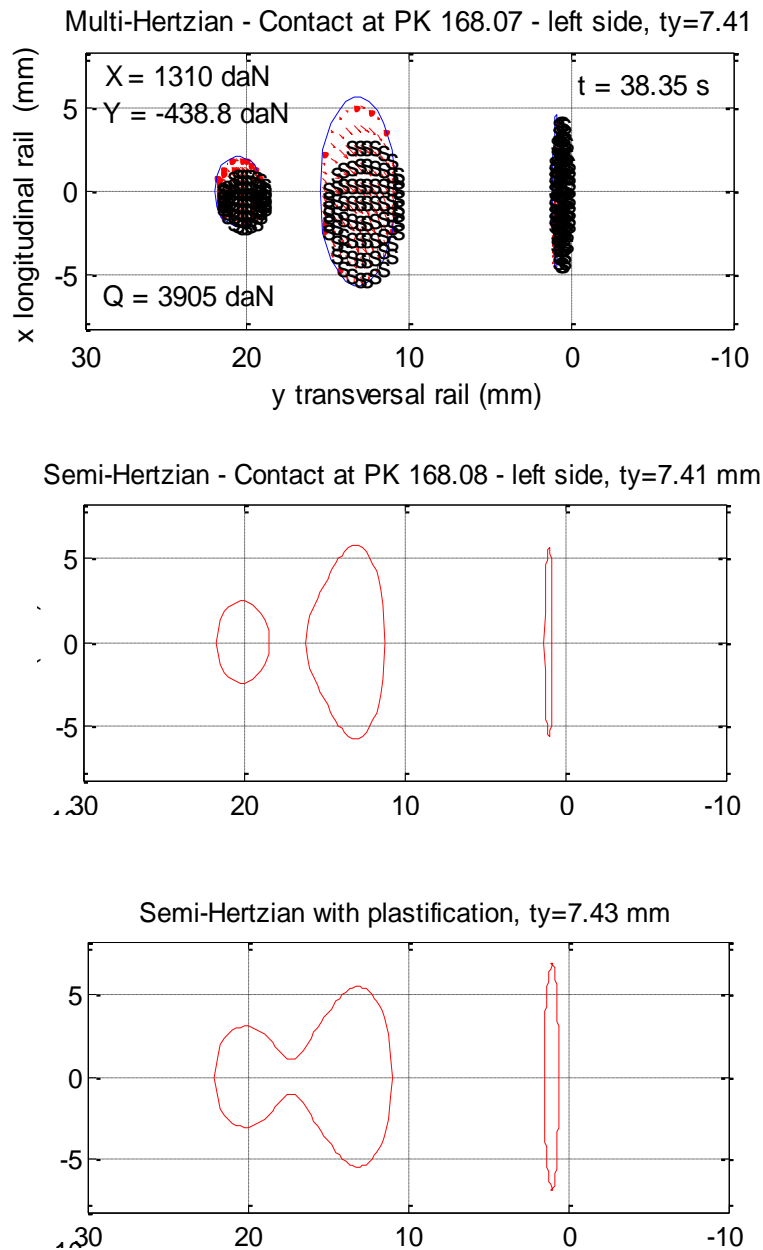 Multi-Hertzian - Contact at PK 168.07 - left side, ty=7.41
X = 1310 daN
t = 38.35 s
Y = -438.8 daN
Q = 3905 daN
x longitudinal rail (mm)
5
0
-5
30 20 10 0 -10
y transversal rail (mm)
Semi-Hertzian - Contact at PK 168.08 - left side, ty=7.41 mm
5
0
-5
30 20 10 0 -10
Semi-Hertzian with plastification, ty=7.43 mm
5
0
-5
30 20 10 0 -10